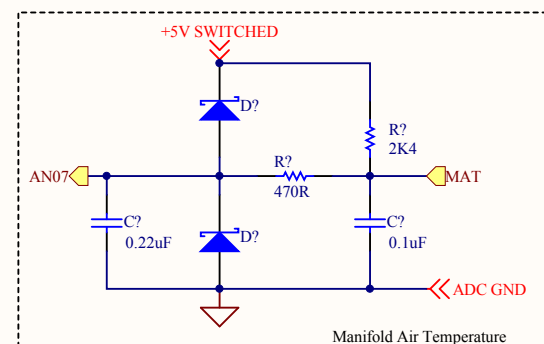 +5V SWITCHED
D?
R?
2K4
AN07
R?
470R
MAT
C?
0.22uF
D?
C?
0.1uF
ADC GND
Manifold Air Temperature